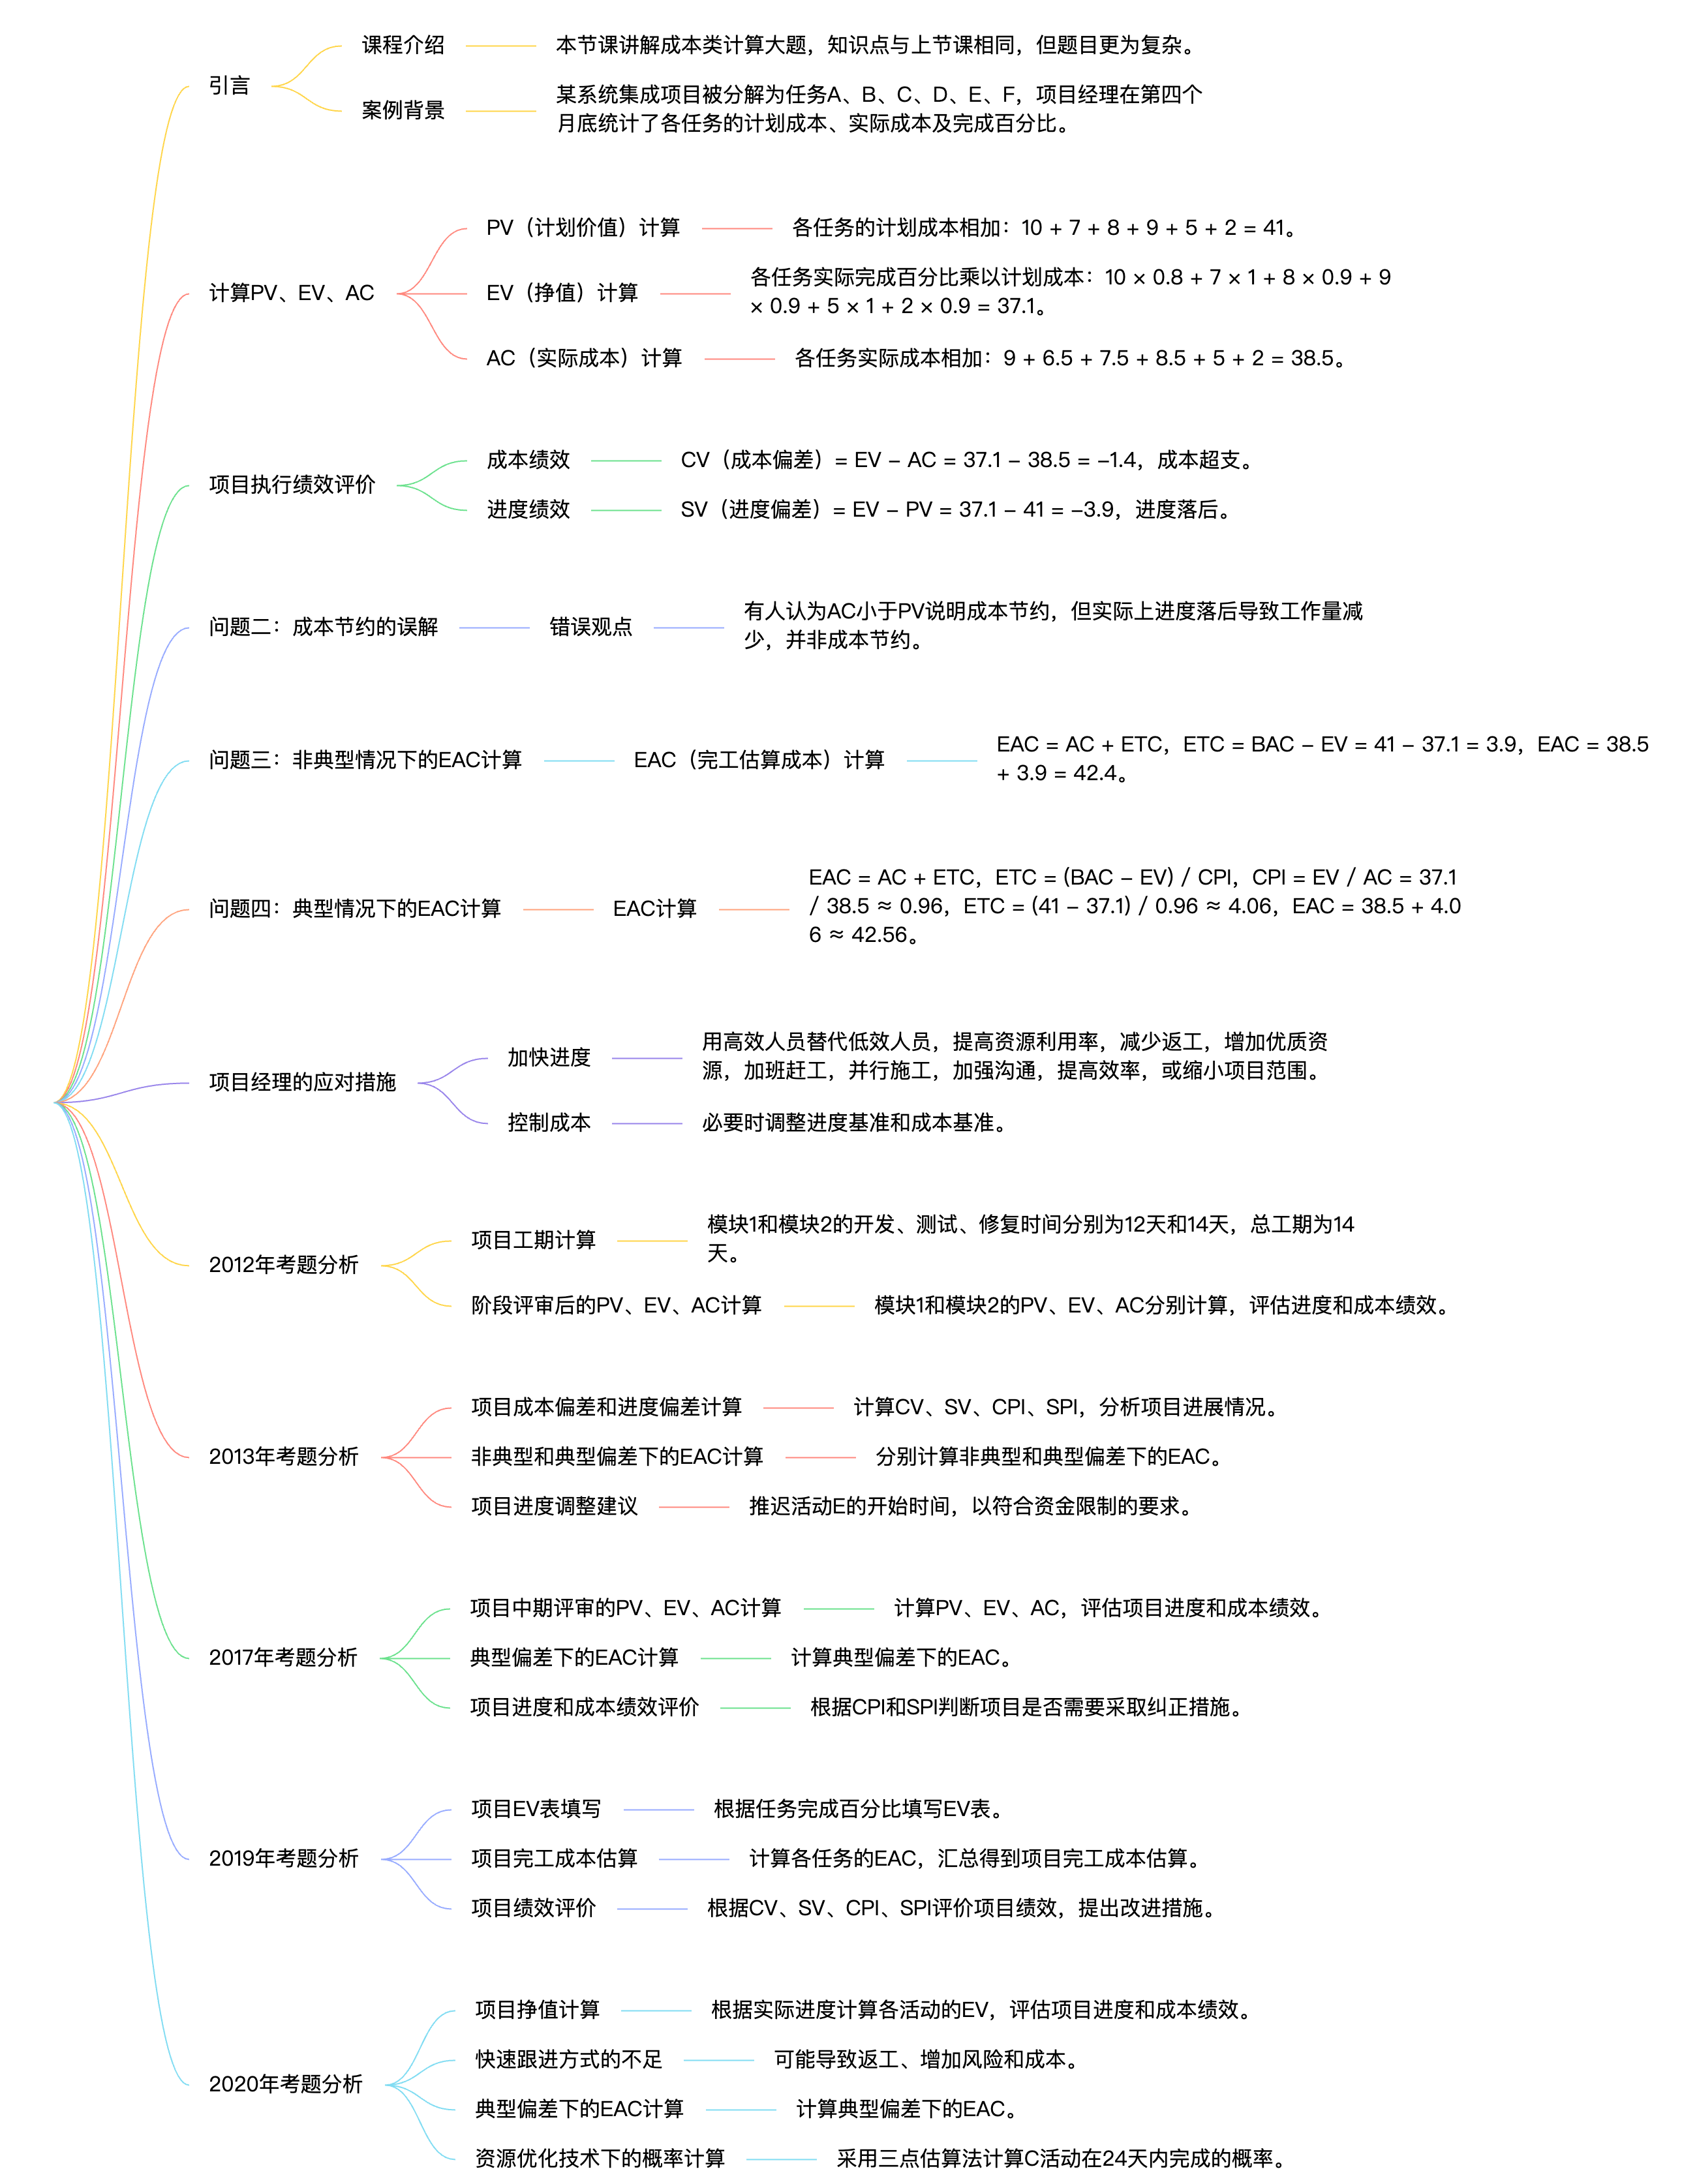 引言
课程介绍
本节课讲解成本类计算大题，知识点与上节课相同，但题目更为复杂。
案例背景
某系统集成项目被分解为任务A、B、C、D、E、F，项目经理在第四个
月底统计了各任务的计划成本、实际成本及完成百分比。
计算PV、EV、AC
PV（计划价值）计算
各任务的计划成本相加：10 + 7 + 8 + 9 + 5 + 2 = 41。
EV（挣值）计算
各任务实际完成百分比乘以计划成本：10 × 0.8 + 7 × 1 + 8 × 0.9 + 9
× 0.9 + 5 × 1 + 2 × 0.9 = 37.1。
AC（实际成本）计算
各任务实际成本相加：9 + 6.5 + 7.5 + 8.5 + 5 + 2 = 38.5。
项目执行绩效评价
成本绩效
CV（成本偏差）= EV − AC = 37.1 − 38.5 = −1.4，成本超支。
进度绩效
SV（进度偏差）= EV − PV = 37.1 − 41 = −3.9，进度落后。
问题二：成本节约的误解
错误观点
有人认为AC小于PV说明成本节约，但实际上进度落后导致工作量减
少，并非成本节约。
问题三：非典型情况下的EAC计算
EAC（完工估算成本）计算
EAC = AC + ETC，ETC = BAC − EV = 41 − 37.1 = 3.9，EAC = 38.5
+ 3.9 = 42.4。
问题四：典型情况下的EAC计算
EAC计算
EAC = AC + ETC，ETC = (BAC − EV) / CPI，CPI = EV / AC = 37.1
/ 38.5 ≈ 0.96，ETC = (41 − 37.1) / 0.96 ≈ 4.06，EAC = 38.5 + 4.0
6 ≈ 42.56。
项目经理的应对措施
加快进度
用高效人员替代低效人员，提高资源利用率，减少返工，增加优质资
源，加班赶工，并行施工，加强沟通，提高效率，或缩小项目范围。
控制成本
必要时调整进度基准和成本基准。
2012年考题分析
项目工期计算
模块1和模块2的开发、测试、修复时间分别为12天和14天，总工期为14
天。
阶段评审后的PV、EV、AC计算
模块1和模块2的PV、EV、AC分别计算，评估进度和成本绩效。
2013年考题分析
项目成本偏差和进度偏差计算
计算CV、SV、CPI、SPI，分析项目进展情况。
非典型和典型偏差下的EAC计算
分别计算非典型和典型偏差下的EAC。
项目进度调整建议
推迟活动E的开始时间，以符合资金限制的要求。
2017年考题分析
项目中期评审的PV、EV、AC计算
计算PV、EV、AC，评估项目进度和成本绩效。
典型偏差下的EAC计算
计算典型偏差下的EAC。
项目进度和成本绩效评价
根据CPI和SPI判断项目是否需要采取纠正措施。
2019年考题分析
项目EV表填写
根据任务完成百分比填写EV表。
项目完工成本估算
计算各任务的EAC，汇总得到项目完工成本估算。
项目绩效评价
根据CV、SV、CPI、SPI评价项目绩效，提出改进措施。
2020年考题分析
项目挣值计算
根据实际进度计算各活动的EV，评估项目进度和成本绩效。
快速跟进方式的不足
可能导致返工、增加风险和成本。
典型偏差下的EAC计算
计算典型偏差下的EAC。
资源优化技术下的概率计算
采用三点估算法计算C活动在24天内完成的概率。